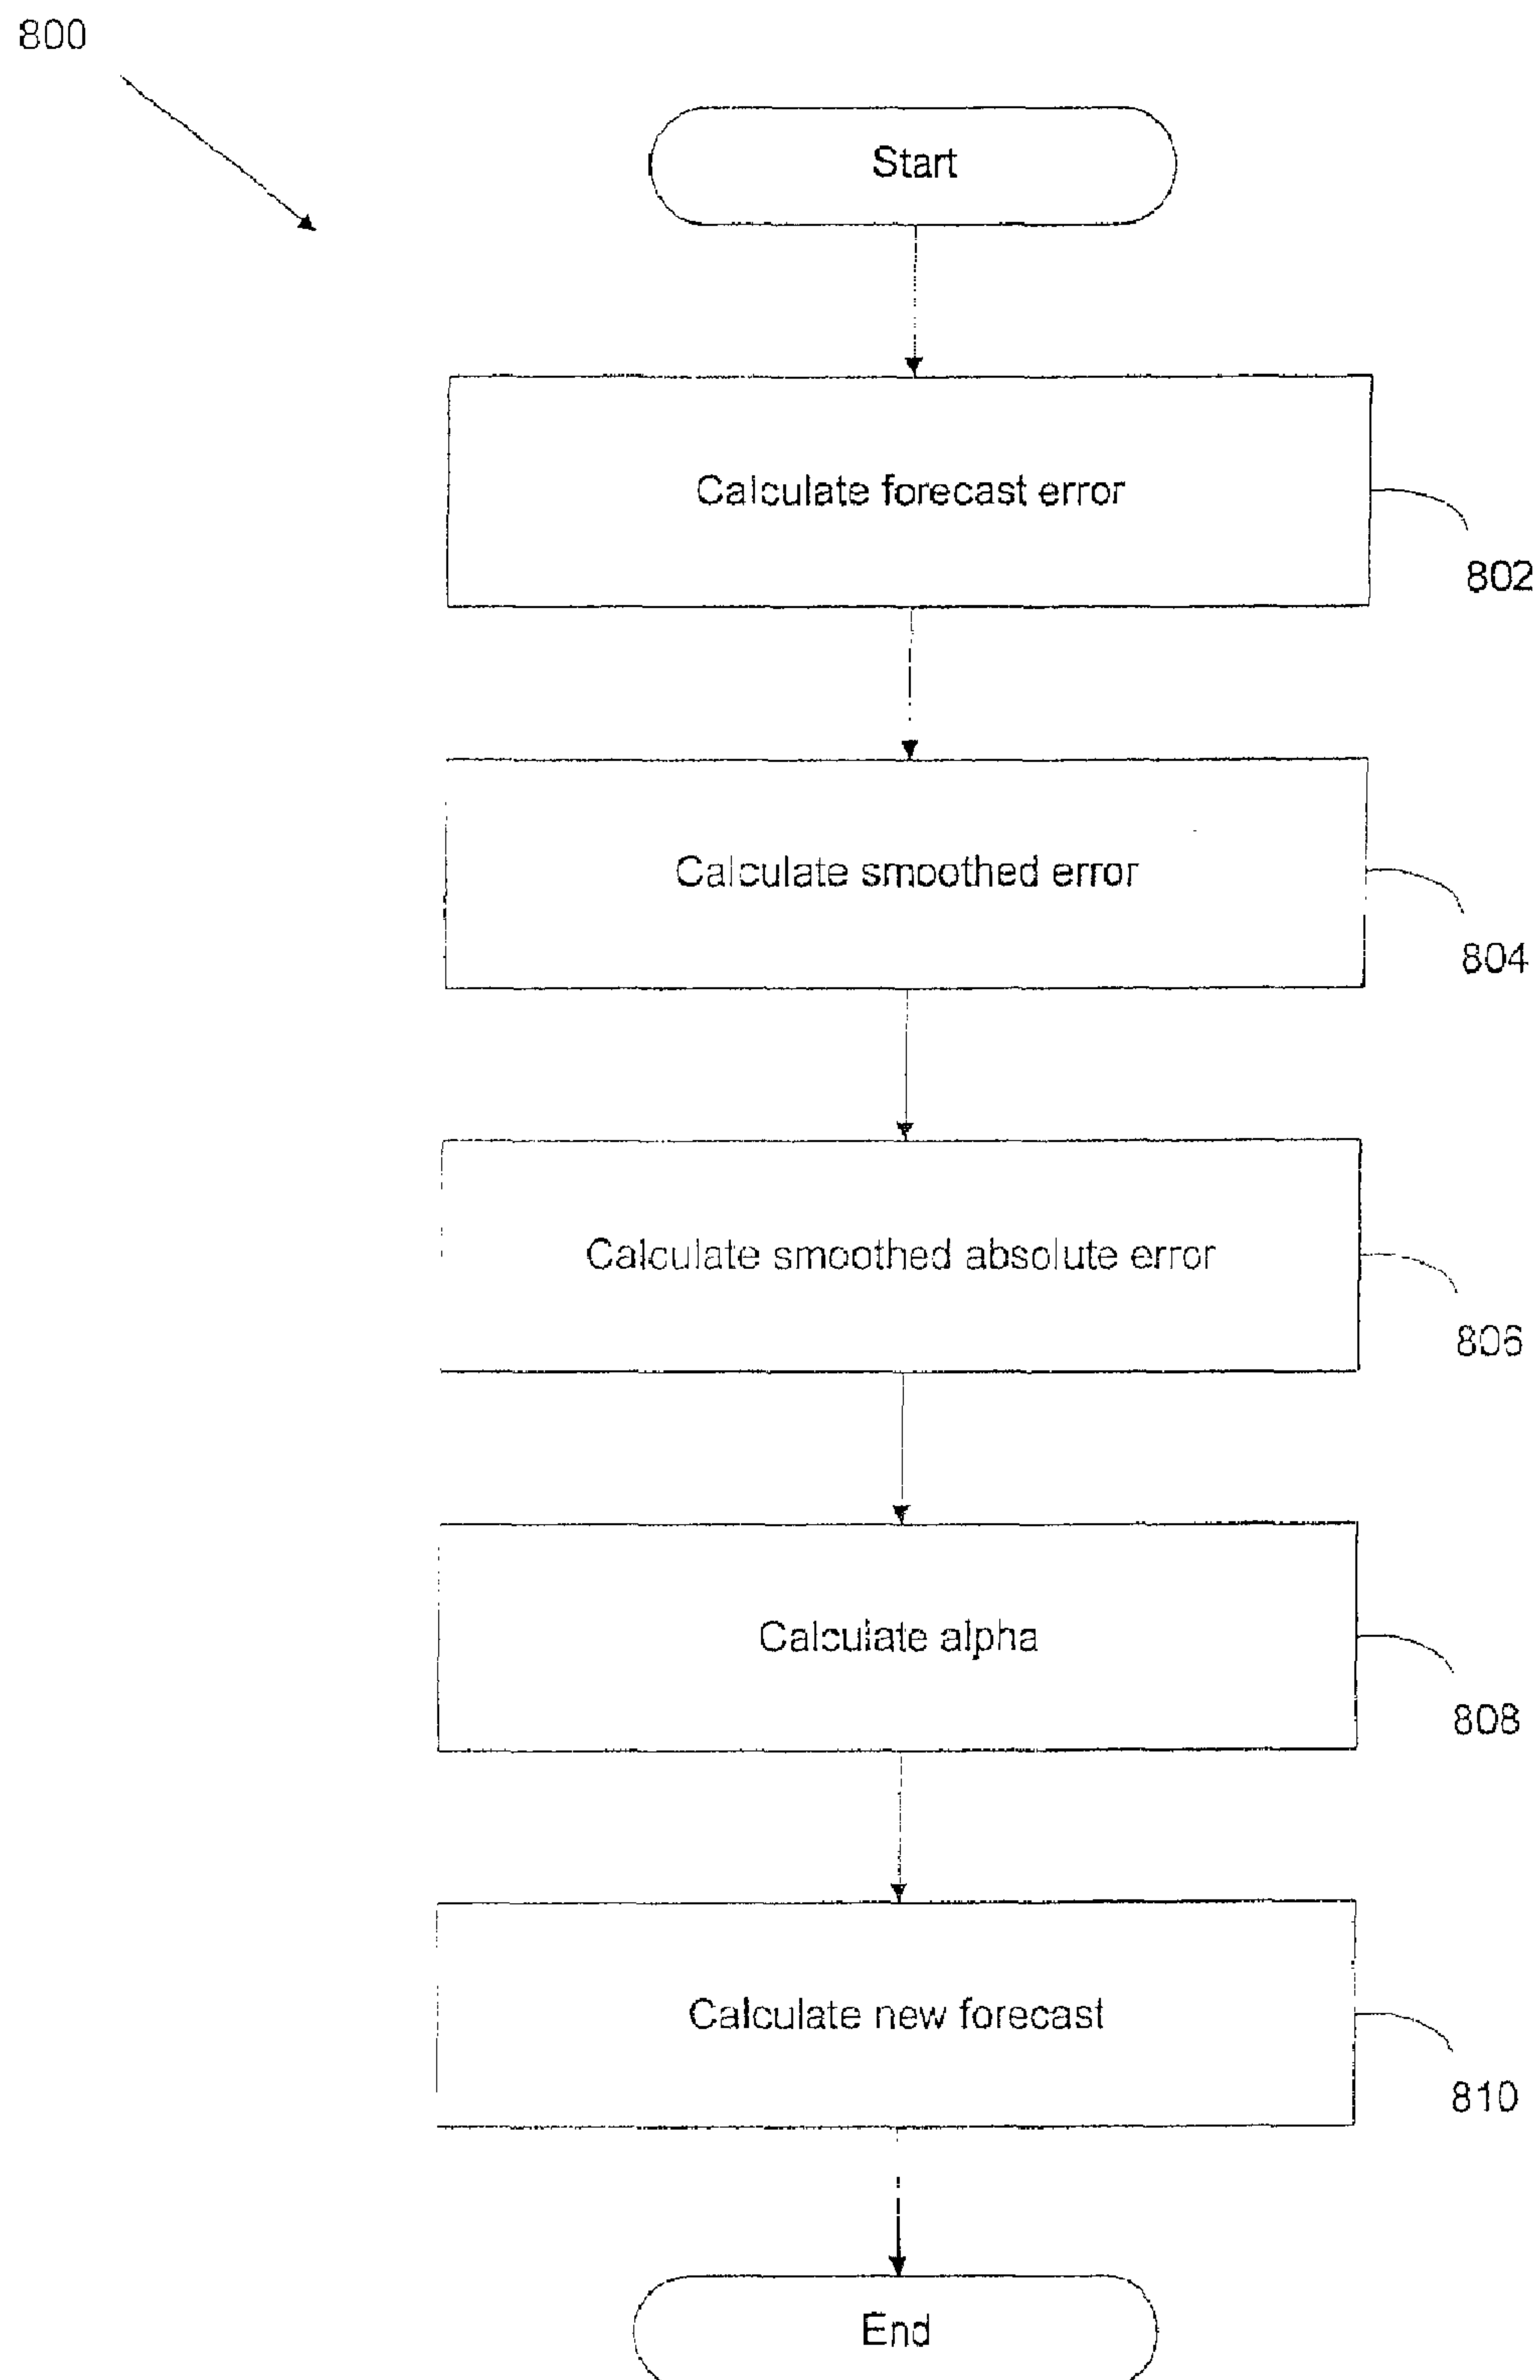 800
Start
Calculate forecast error
802
Calculate smoothed error
804
Calculate smoothed absolute error
806
Calculate alpha
808
Calculate new forecast
810
End